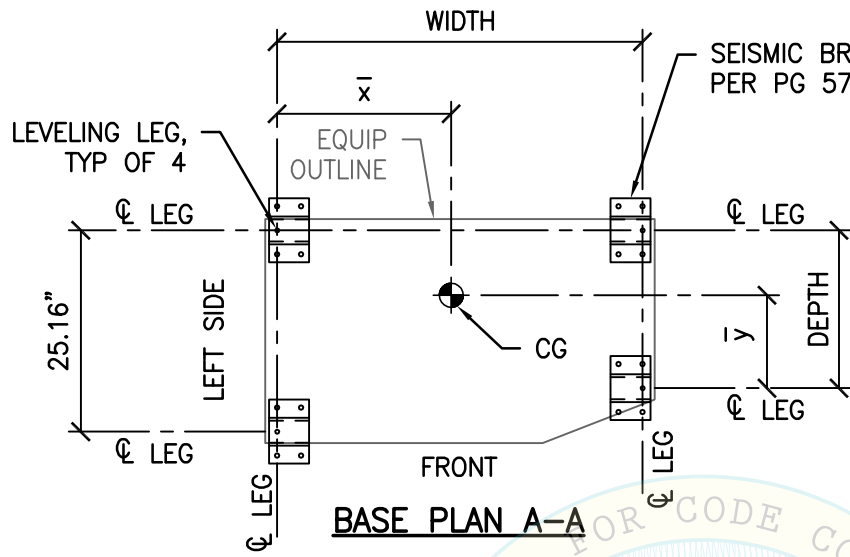 WIDTH
SEISMIC BR
PER PG 57
x̄
LEVELING LEG,
TYP OF 4
EQUIP
OUTLINE
℄ LEG
℄ LEG
25.16"
LEFT SIDE
CG
ȳ
DEPTH
℄ LEG
℄ LEG
FRONT
℄ LEG
℄ LEG
BASE PLAN A-A
FOR CODE CO